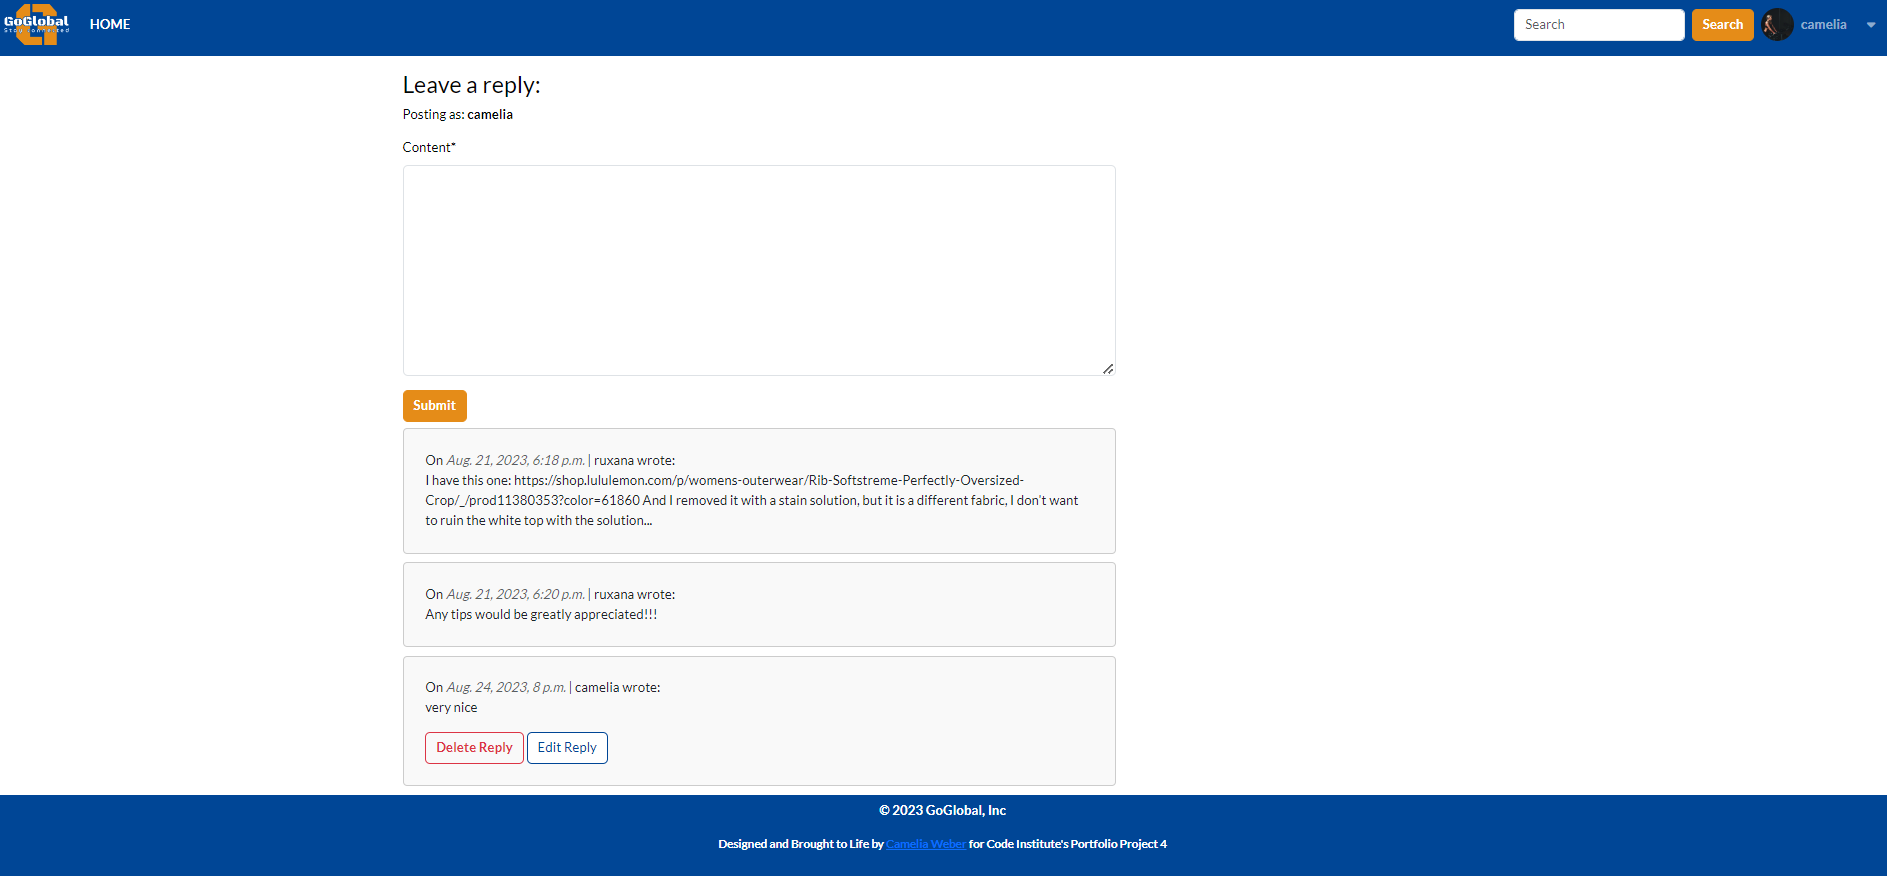 GoGlobal
Stay Connected
HOME
Search
Search
camelia
Leave a reply:
Posting as: camelia
Content*
Submit
On Aug. 21, 2023, 6:18 p.m. | ruxana wrote:
I have this one: https://shop.lululemon.com/p/womens-outerwear/Rib-Softstreme-Perfectly-Oversized-
Crop/_/prod11380353?color=61860 And I removed it with a stain solution, but it is a different fabric, I don't want
to ruin the white top with the solution...
On Aug. 21, 2023, 6:20 p.m. | ruxana wrote:
Any tips would be greatly appreciated!!!
On Aug. 24, 2023, 8 p.m. | camelia wrote:
very nice
Delete Reply
Edit Reply
© 2023 GoGlobal, Inc
Designed and Brought to Life by Camelia Weber for Code Institute's Portfolio Project 4